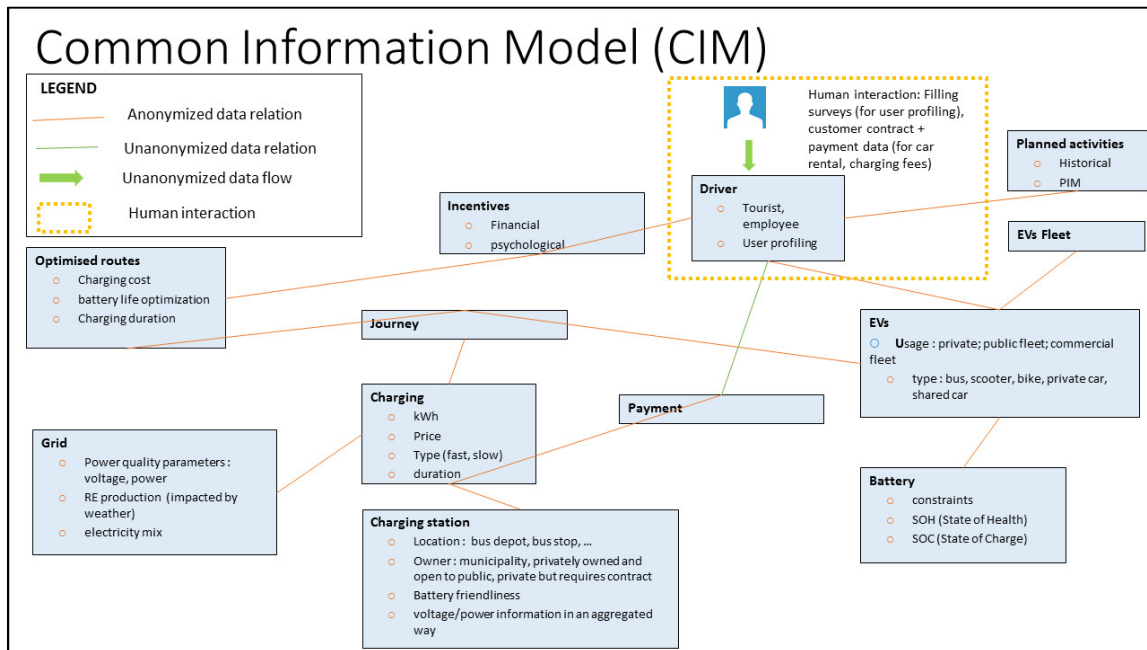 Common Information Model (CIM)
LEGEND
Anonymized data relation
Unanonymized data relation
Unanonymized data flow
Human interaction
Human interaction: Filling
surveys (for user profiling),
customer contract +
payment data (for car
rental, charging fees)
Planned activities
Historical
PIM
Driver
Tourist,
employee
User profiling
Incentives
Financial
psychological
EVs Fleet
Optimised routes
Charging cost
battery life optimization
Charging duration
Journey
EVs
Usage : private; public fleet; commercial
fleet
type : bus, scooter, bike, private car,
shared car
Charging
kWh
Price
Type (fast, slow)
duration
Payment
Grid
Power quality parameters :
voltage, power
RE production (impacted by
weather)
electricity mix
Battery
constraints
SOH (State of Health)
SOC (State of Charge)
Charging station
Location : bus depot, bus stop, ...
Owner : municipality, privately owned and
open to public, private but requires contract
Battery friendliness
voltage/power information in an aggregated
way